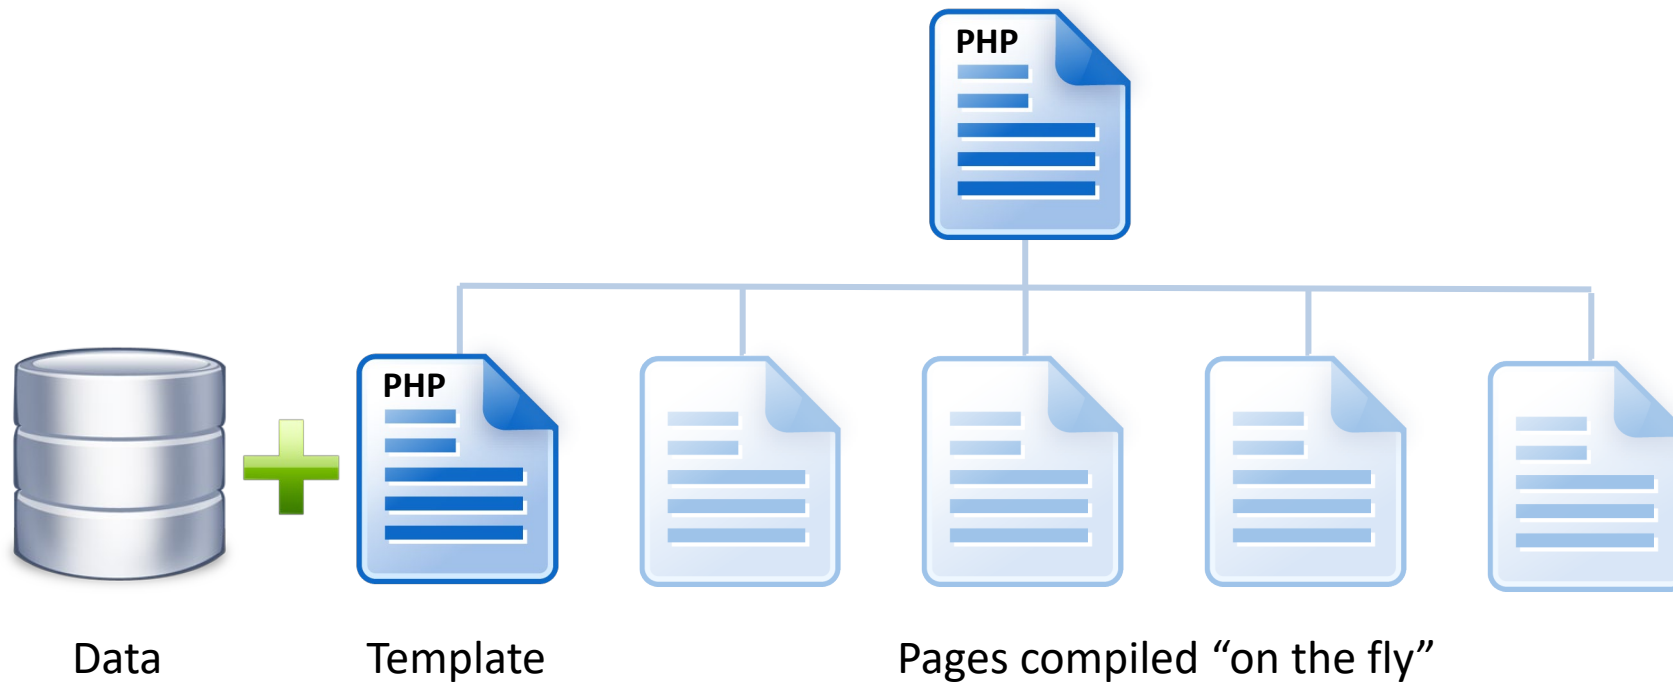 PHP
PHP
Data
Template
Pages compiled “on the fly”